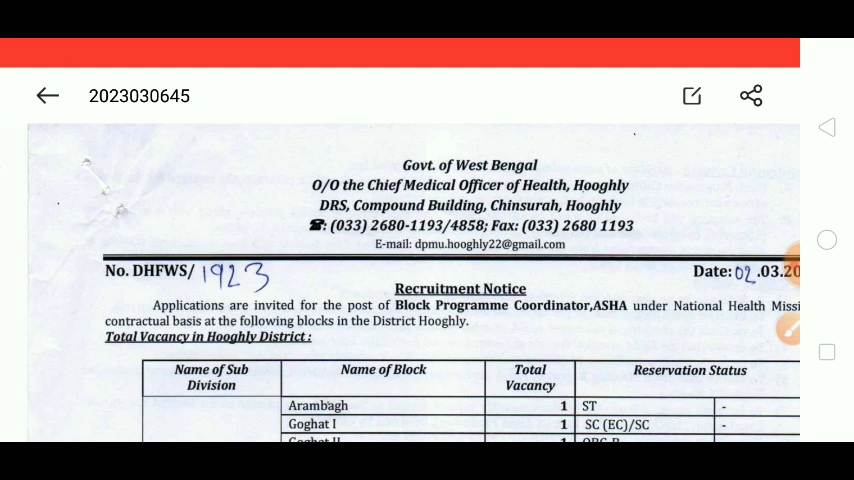 2023030645
Govt. of West Bengal
O/O the Chief Medical Officer of Health, Hooghly
DRS, Compound Building, Chinsurah, Hooghly
☎: (033) 2680-1193/4858; Fax: (033) 2680 1193
E-mail: dpmu.hooghly22@gmail.com
No. DHFWS/ 1923 Date: 02.03.20
Recruitment Notice
Applications are invited for the post of Block Programme Coordinator,ASHA under National Health Missi
contractual basis at the following blocks in the District Hooghly.
Total Vacancy in Hooghly District :
Name of Sub Division Name of Block Total Vacancy Reservation Status
Arambagh 1 ST -
Goghat I 1 SC (EC)/SC -
Goghat II 1 OBC-B